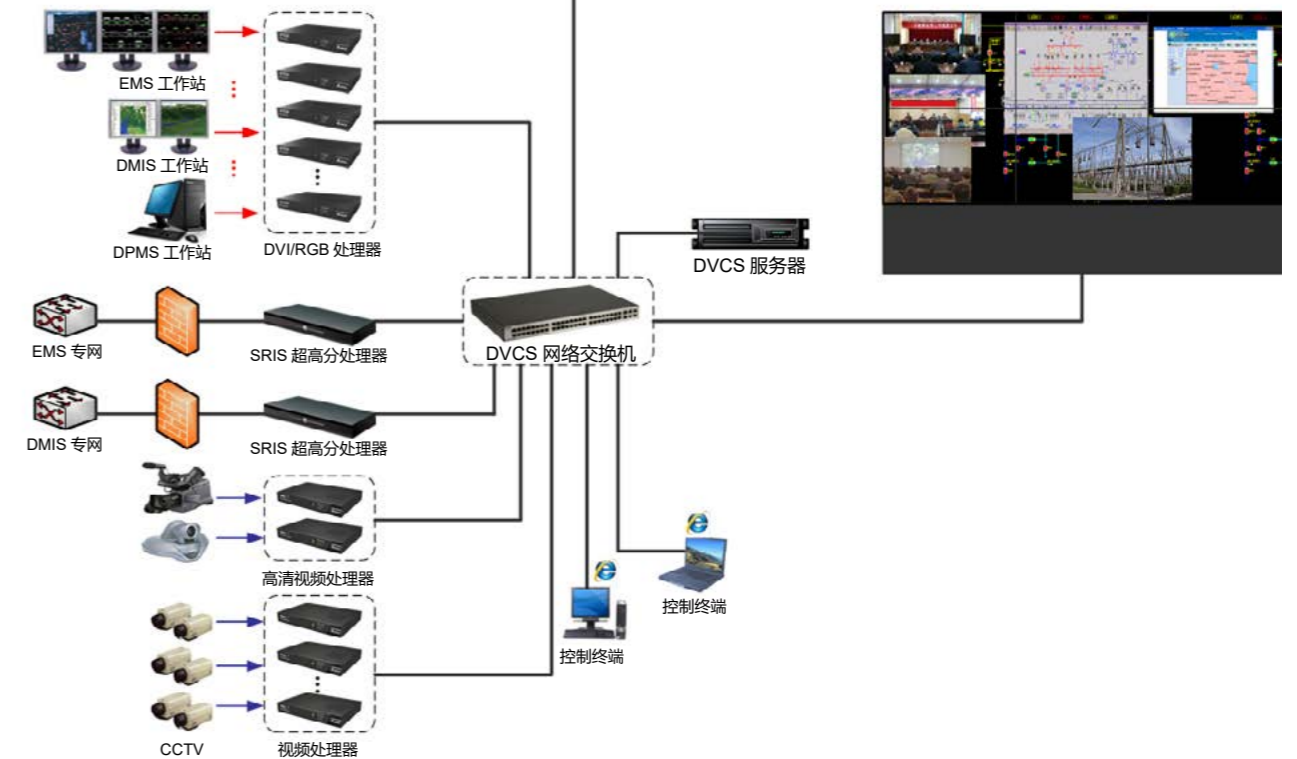 EMS 工作站
DMIS 工作站
DPMS 工作站
DVI/RGB 处理器
DVCS 服务器
EMS 专网
SRIS 超高分处理器
DVCS 网络交换机
DMIS 专网
SRIS 超高分处理器
高清视频处理器
控制终端
控制终端
CCTV
视频处理器